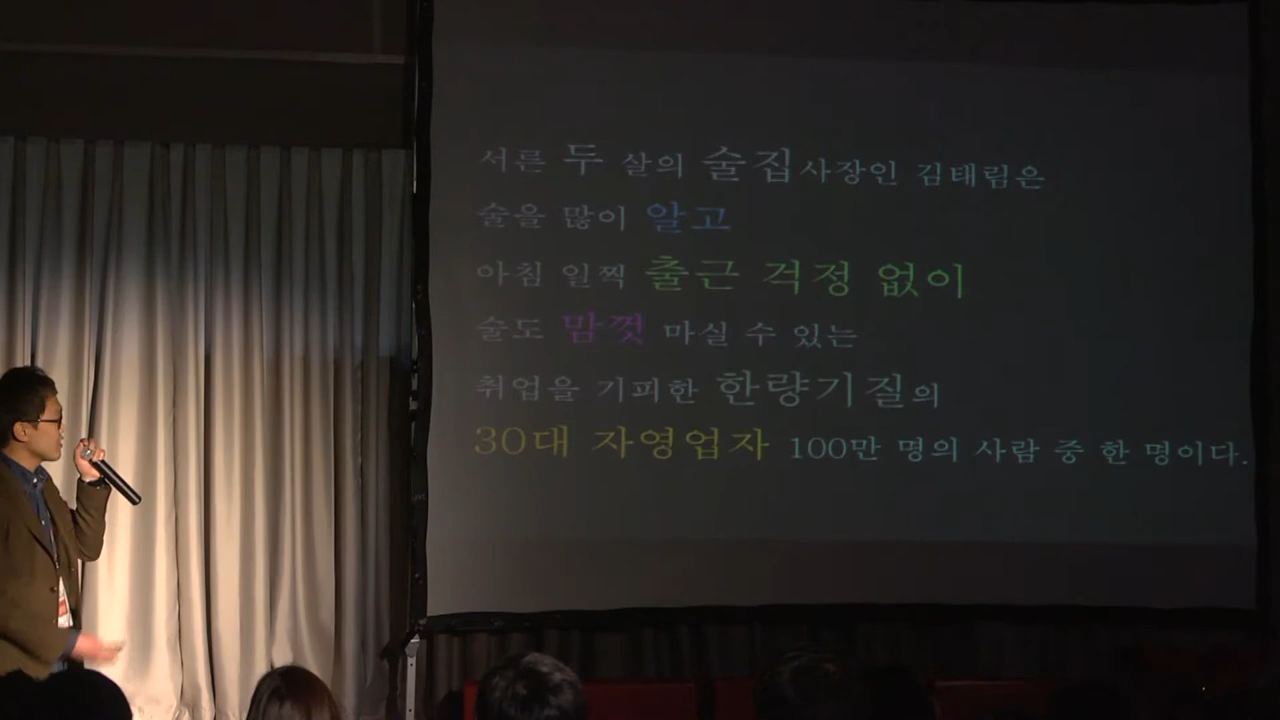 서른 두 살의 술집사장인 김태림은
술을 많이 알고
아침 일찍 출근 걱정 없이
술도 맘껏 마실 수 있는
취업을 기피한 한량기질의
30대 자영업자 100만 명의 사람 중 한 명이다.